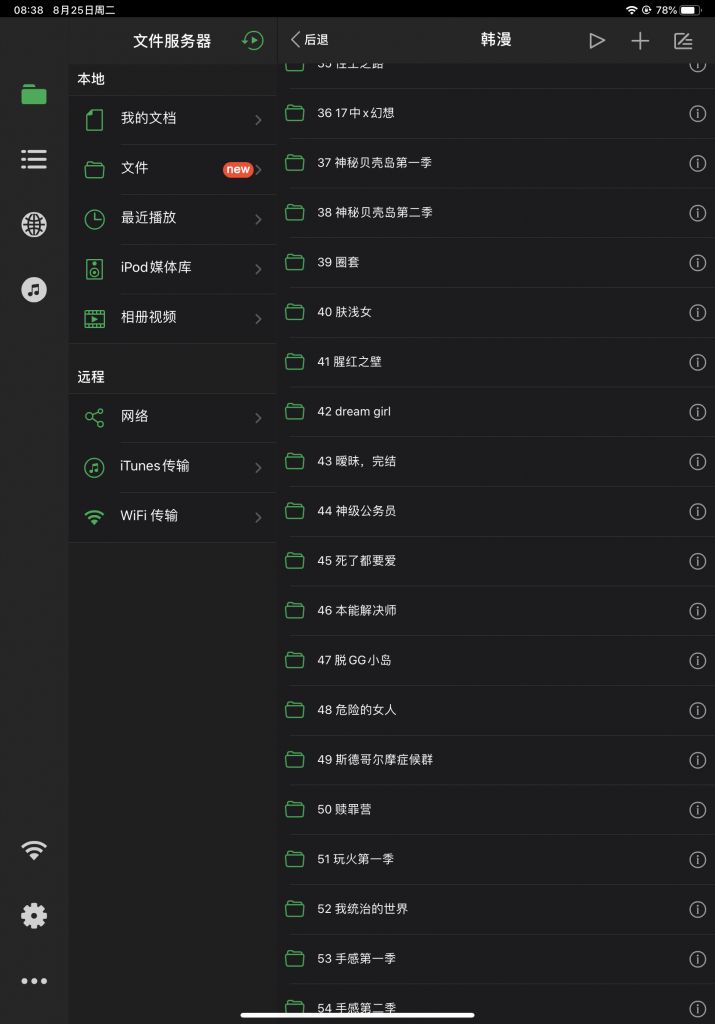 08:38 8月25日周二
78%
文件服务器
后退
韩漫
本地
我的文档
文件
new
最近播放
iPod媒体库
相册视频
远程
网络
iTunes传输
WiFi 传输
36 17中x幻想
37 神秘贝壳岛第一季
38 神秘贝壳岛第二季
39 圈套
40 肤浅女
41 腥红之壁
42 dream girl
43 暧昧，完结
44 神级公务员
45 死了都要爱
46 本能解决师
47 脱GG小岛
48 危险的女人
49 斯德哥尔摩症候群
50 赎罪营
51 玩火第一季
52 我统治的世界
53 手感第一季
54 手感第二季